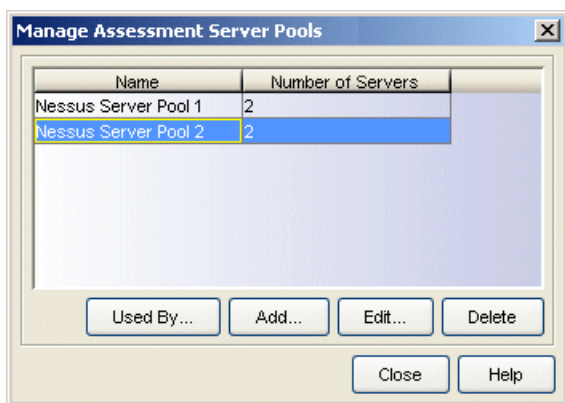 Manage Assessment Server Pools
Name Number of Servers
Nessus Server Pool 1 2
Nessus Server Pool 2 2
Used By... Add... Edit... Delete
Close Help